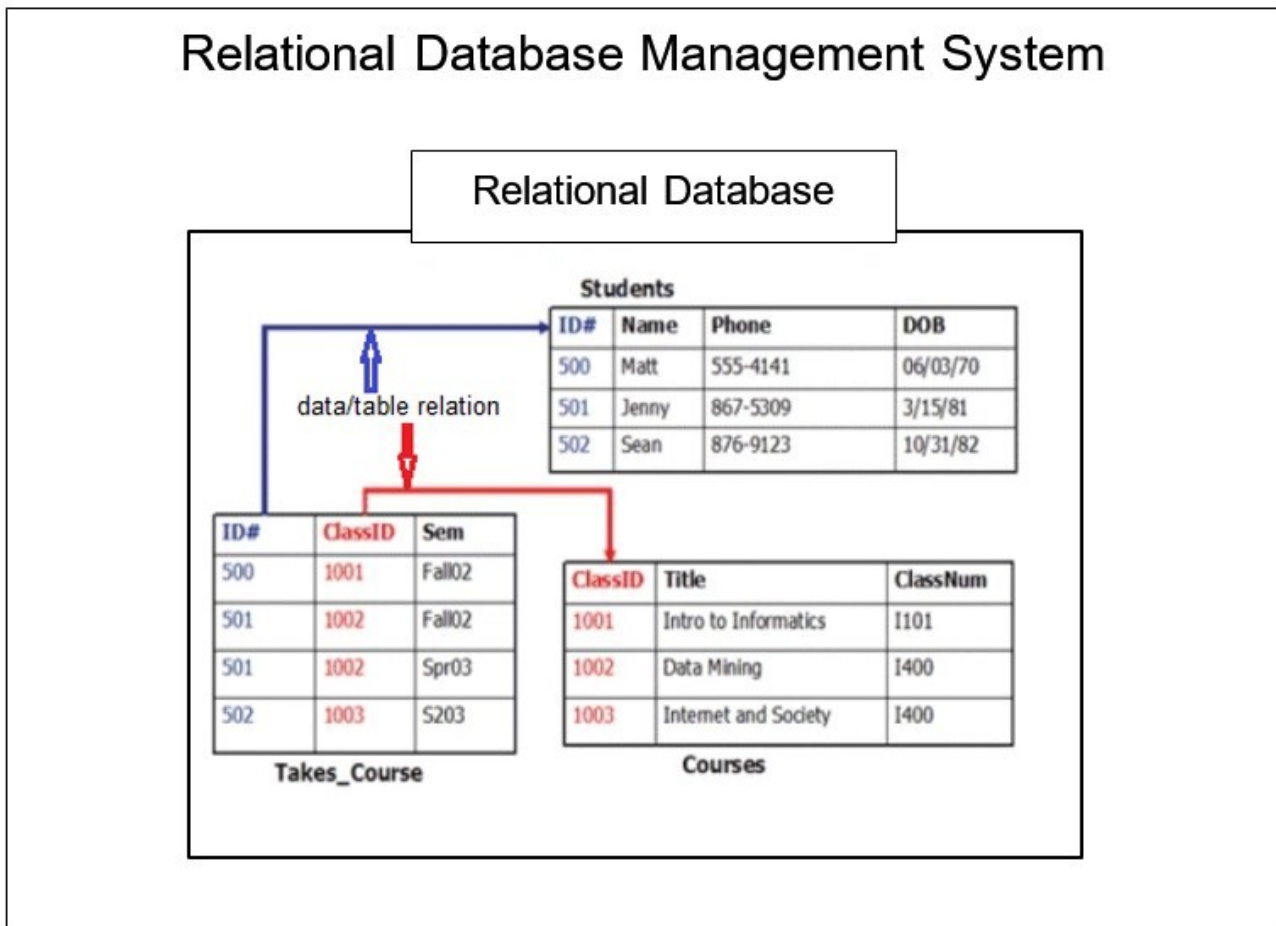 Relational Database Management System
Relational Database
Students
ID# Name Phone DOB
500 Matt 555-4141 06/03/70
501 Jenny 867-5309 3/15/81
502 Sean 876-9123 10/31/82
data/table relation
ID# ClassID Sem
500 1001 Fall02
501 1002 Fall02
501 1002 Spr03
502 1003 S203
Takes_Course
ClassID Title ClassNum
1001 Intro to Informatics I101
1002 Data Mining I400
1003 Internet and Society I400
Courses